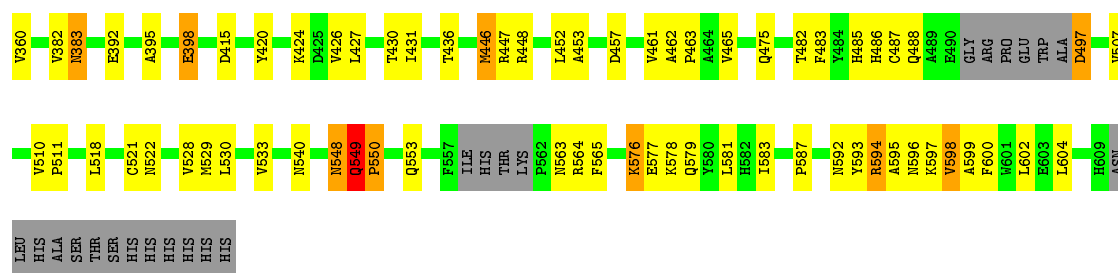 V360 V382 N383 E392 A395 E398 D415 Y420 K424 D425 V426 L427 T430 I431 T436 M446 R447 R448 L452 A453 D457 V461 A462 P463 A464 V465 Q475 T482 F483 Y484 H485 H486 C487 Q488 A489 E490 GLY ARG PRO GLU TRP ALA D497 V507
V510 P511 L518 C521 N522 V528 M529 L530 V533 N540 N548 Q549 P550 Q553 F557 ILE HIS THR LYS P562 N563 R564 F565 K576 E577 K578 Q579 Y580 L581 H582 I583 P587 N592 Y593 R594 A595 N596 K597 V598 A599 F600 W601 L602 E603 L604 H609 ASN
LEU HIS ALA SER THR SER HIS HIS HIS HIS HIS HIS